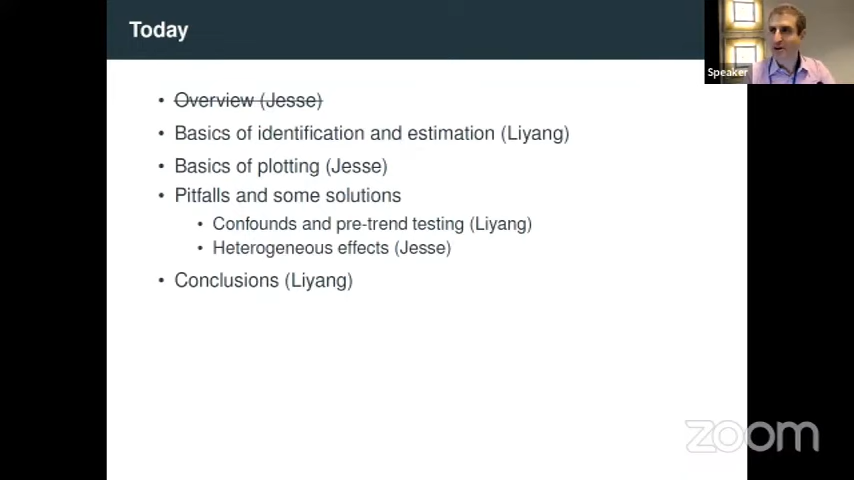 Today
Speaker
• Overview (Jesse)
• Basics of identification and estimation (Liyang)
• Basics of plotting (Jesse)
• Pitfalls and some solutions
• Confounds and pre-trend testing (Liyang)
• Heterogeneous effects (Jesse)
• Conclusions (Liyang)
zoom